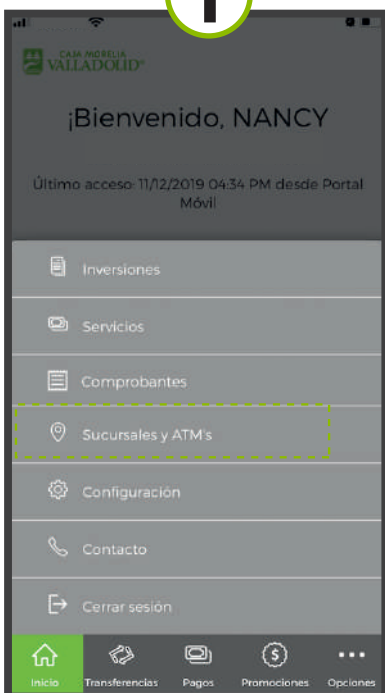 CAJA MORELIA
VALLADOLID®
¡Bienvenido, NANCY
Último acceso: 11/12/2019 04:34 PM desde Portal
Móvil
Inversiones
Servicios
Comprobantes
Sucursales y ATM's
Configuración
Contacto
Cerrar sesión
Inicio Transferencias Pagos Promociones Opciones